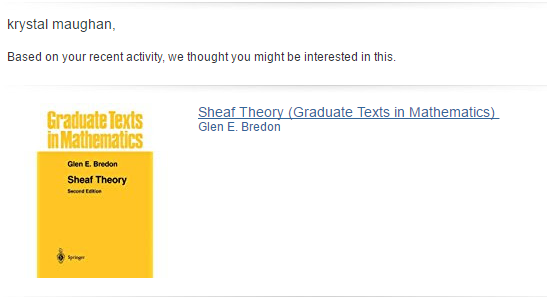 krystal maughan,
Based on your recent activity, we thought you might be interested in this.
Sheaf Theory (Graduate Texts in Mathematics)
Glen E. Bredon
Graduate Texts
in Mathematics
Glen E. Bredon
Sheaf Theory
Second Edition
Springer